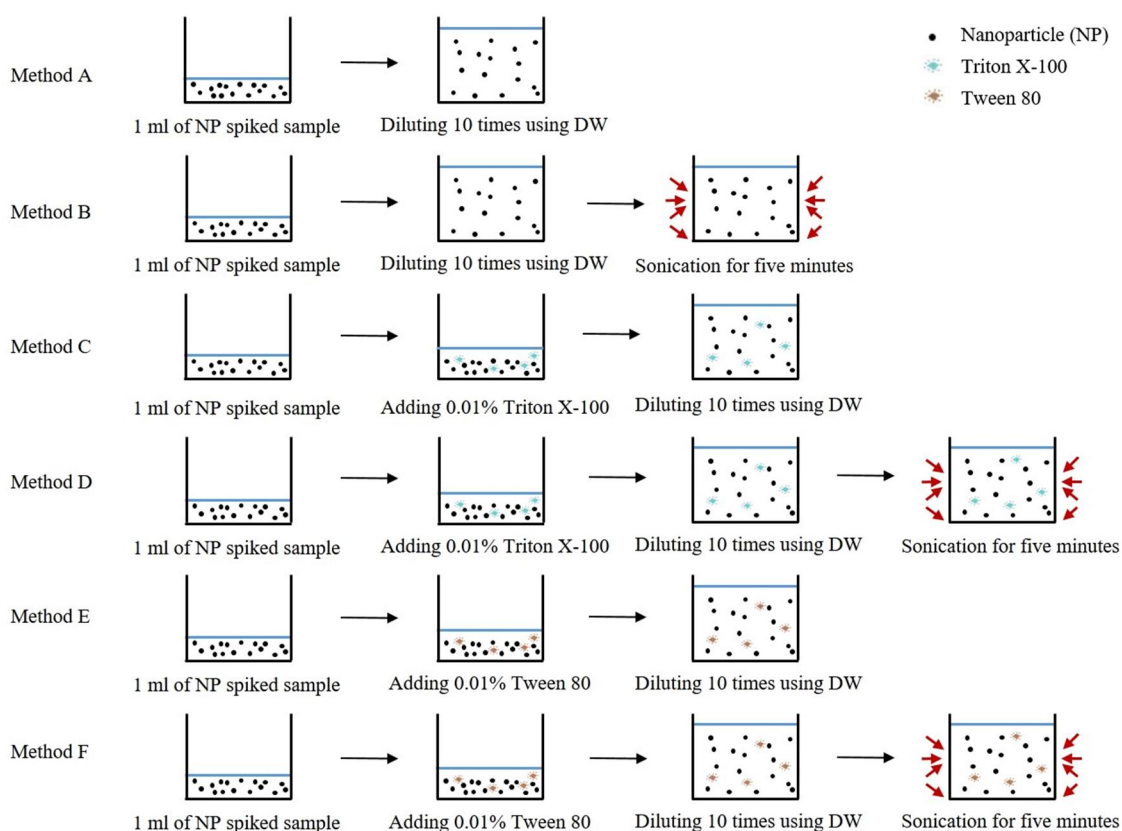 Nanoparticle (NP)
Triton X-100
Tween 80
Method A
1 ml of NP spiked sample
Diluting 10 times using DW
Method B
1 ml of NP spiked sample
Diluting 10 times using DW
Sonication for five minutes
Method C
1 ml of NP spiked sample
Adding 0.01% Triton X-100
Diluting 10 times using DW
Method D
1 ml of NP spiked sample
Adding 0.01% Triton X-100
Diluting 10 times using DW
Sonication for five minutes
Method E
1 ml of NP spiked sample
Adding 0.01% Tween 80
Diluting 10 times using DW
Method F
1 ml of NP spiked sample
Adding 0.01% Tween 80
Diluting 10 times using DW
Sonication for five minutes